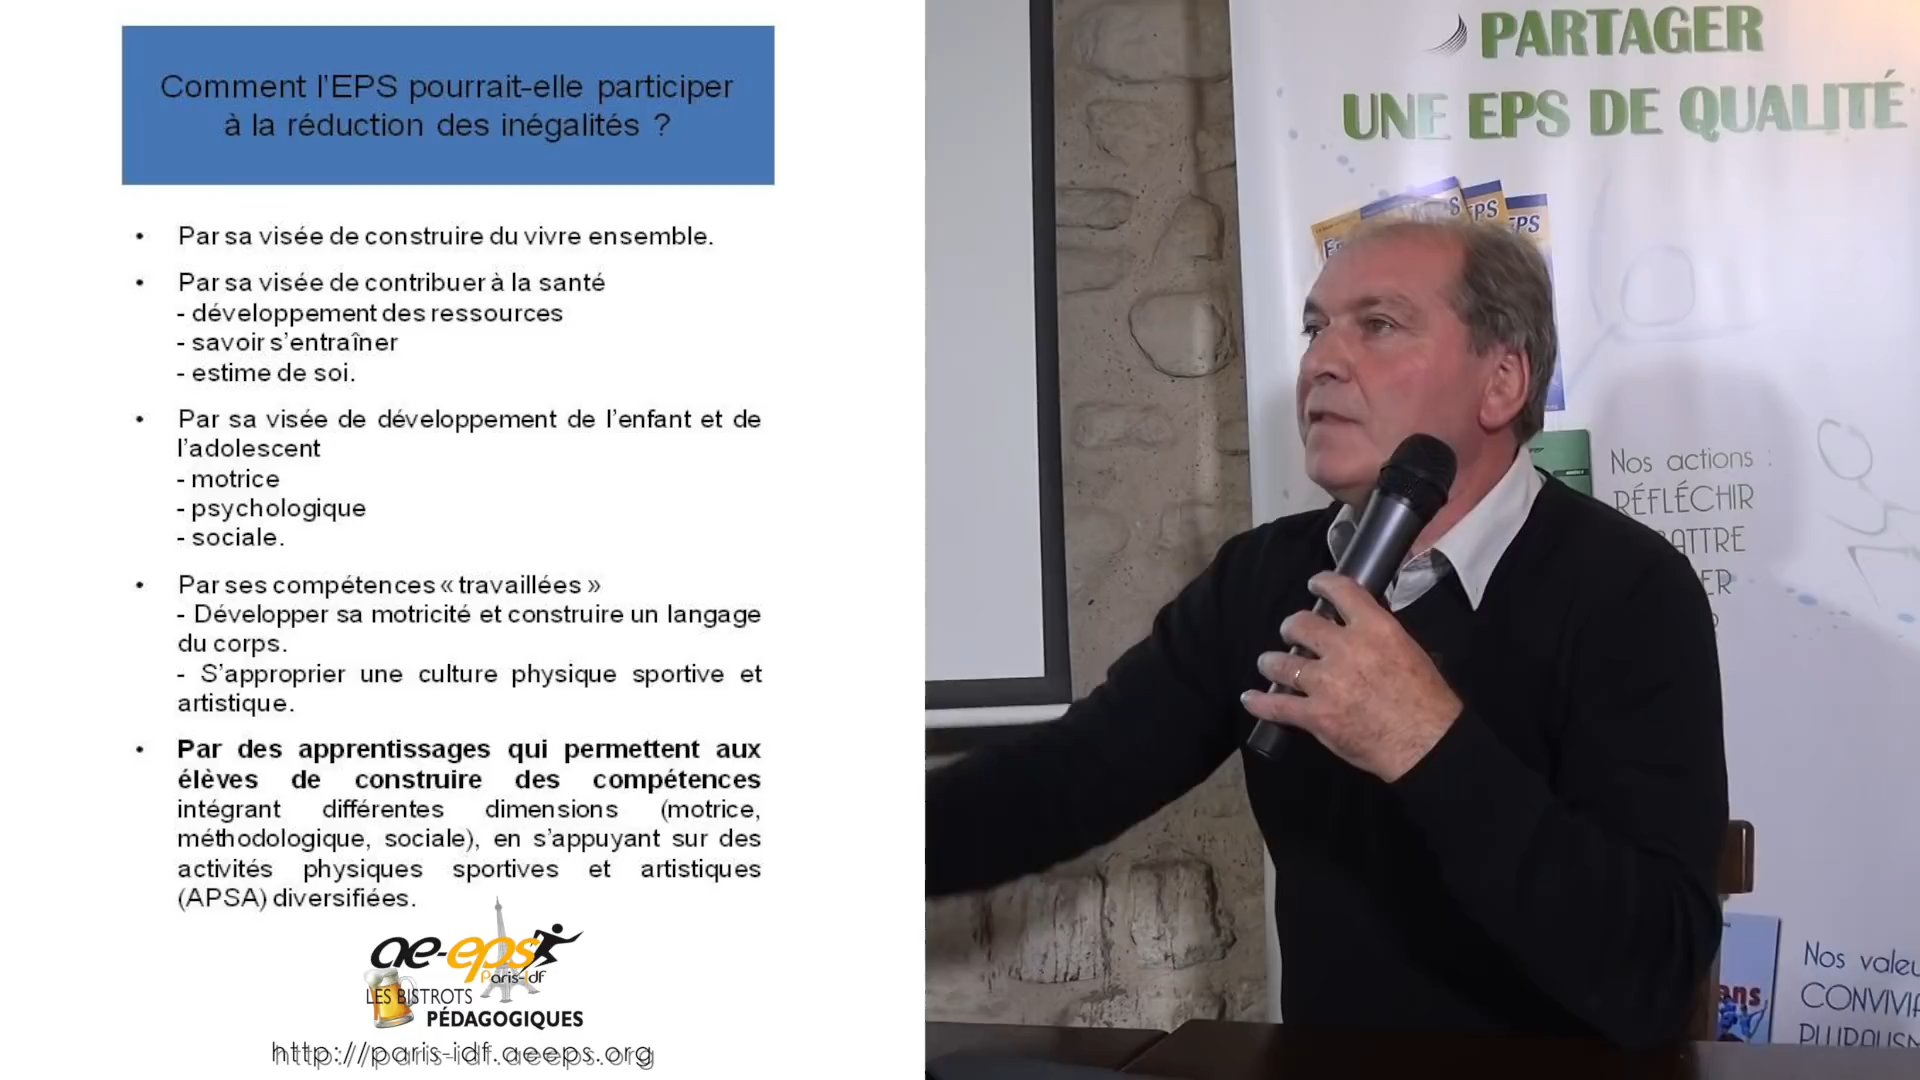 Comment l'EPS pourrait-elle participer
à la réduction des inégalités ?
• Par sa visée de construire du vivre ensemble.
• Par sa visée de contribuer à la santé
- développement des ressources
- savoir s'entraîner
- estime de soi.
• Par sa visée de développement de l'enfant et de
l'adolescent
- motrice
- psychologique
- sociale.
• Par ses compétences « travaillées »
- Développer sa motricité et construire un langage
du corps.
- S'approprier une culture physique sportive et
artistique.
• Par des apprentissages qui permettent aux
élèves de construire des compétences
intégrant différentes dimensions (motrice,
méthodologique, sociale), en s'appuyant sur des
activités physiques sportives et artistiques
(APSA) diversifiées.
ae-eps
Paris-Idf
LES BISTROTS
PÉDAGOGIQUES
http://paris-idf.aeeps.org
PARTAGER
UNE EPS DE QUALITÉ
EPS
EPS
Nos actions :
RÉFLÉCHIR
Nos
CONVIVI
PLURALISM